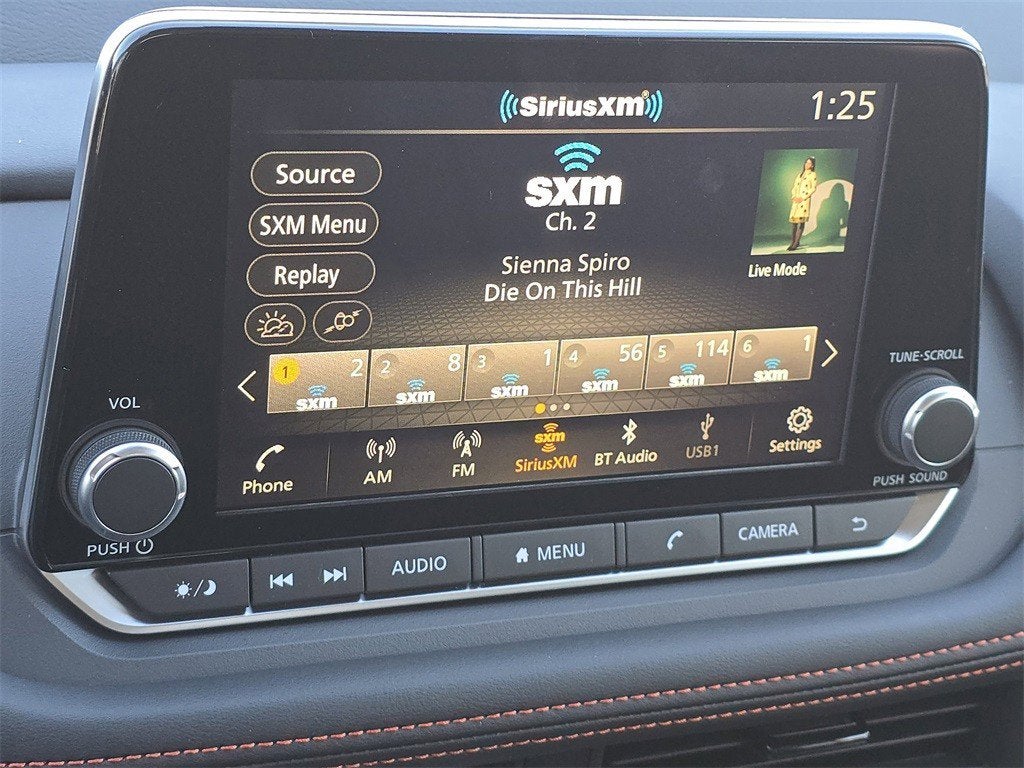 SiriusXM®
1:25
Source
SXM Menu
Replay
sxm
Ch. 2
Sienna Spiro
Die On This Hill
Live Mode
1 2 sxm
2 8 sxm
3 1 sxm
4 56 sxm
5 114 sxm
6 1 sxm
Phone
AM
FM
sxm
SiriusXM
BT Audio
USB1
Settings
VOL
PUSH
TUNE·SCROLL
PUSH SOUND
AUDIO
MENU
CAMERA